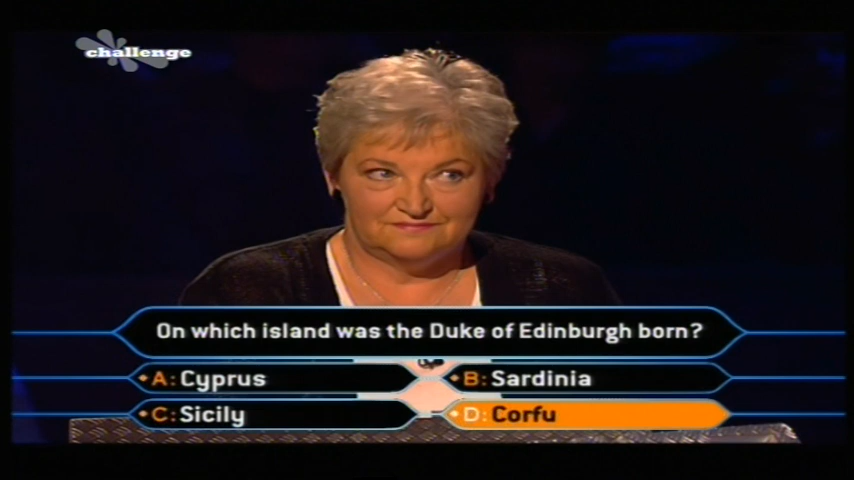 challenge
On which island was the Duke of Edinburgh born?
A: Cyprus
B: Sardinia
C: Sicily
D: Corfu